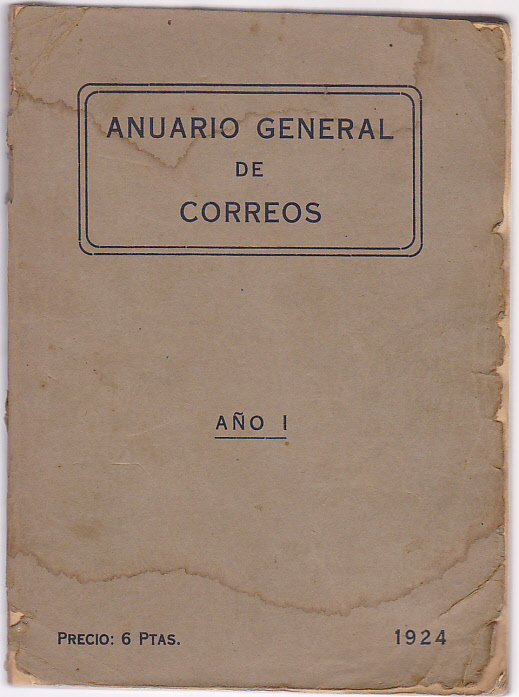 ANUARIO GENERAL
DE
CORREOS
AÑO I
PRECIO: 6 PTAS.
1924